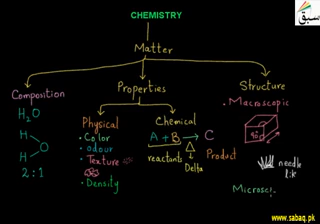 CHEMISTRY
سبق
Matter
Composition
Properties
Structure
H2O
H
O
H
2:1
Physical
Color
odour
Texture
Density
Chemical
A + B → C
reactants
Δ
Delta
Product
Macroscopic
needle
lik
Microsc
www.sabaq.pk